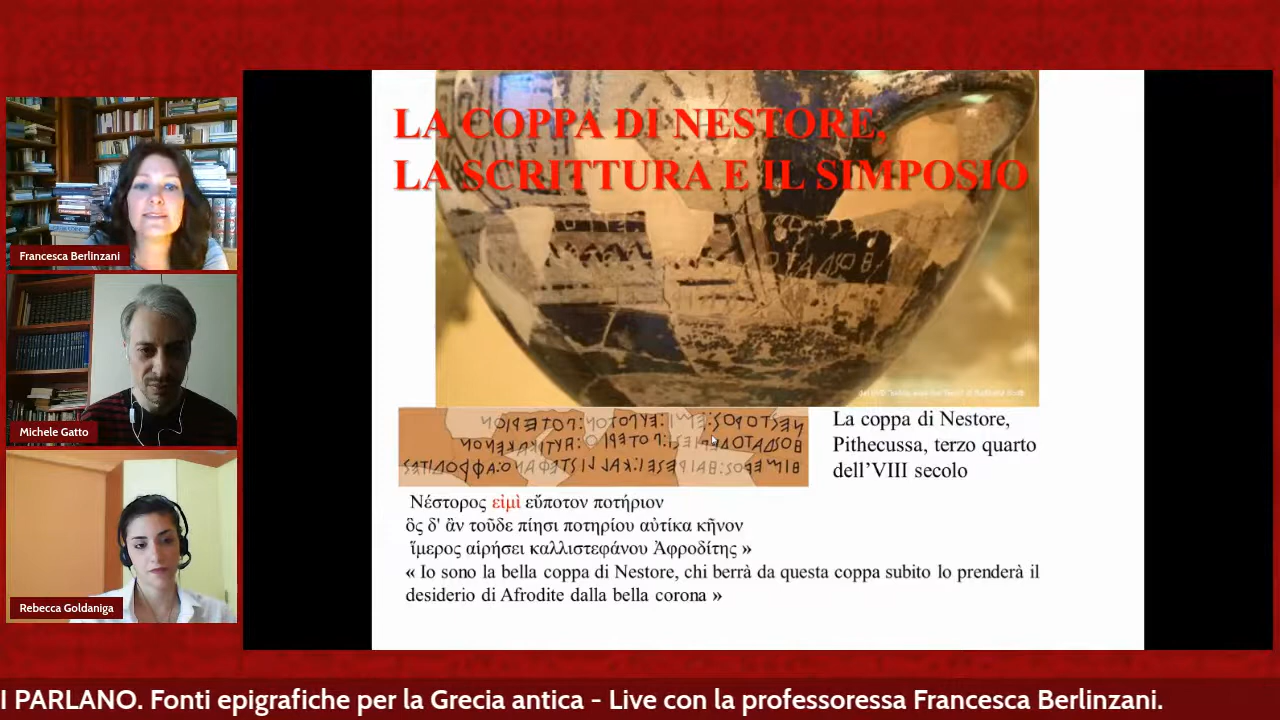 LA COPPA DI NESTORE,
LA SCRITTURA E IL SIMPOSIO
Francesca Berlinzani
Michele Gatto
Rebecca Goldaniga
La coppa di Nestore,
Pithecussa, terzo quarto
dell’VIII secolo
Νέστορος εἰμὶ εὔποτον ποτήριον
ὃς δ' ἂν τοῦδε πίησι ποτηρίου αὐτίκα κῆνον
ἵμερος αἱρήσει καλλιστεφάνου Ἀφροδίτης »
« Io sono la bella coppa di Nestore, chi berrà da questa coppa subito lo prenderà il
desiderio di Afrodite dalla bella corona »
I PARLANO. Fonti epigrafiche per la Grecia antica - Live con la professoressa Francesca Berlinzani.